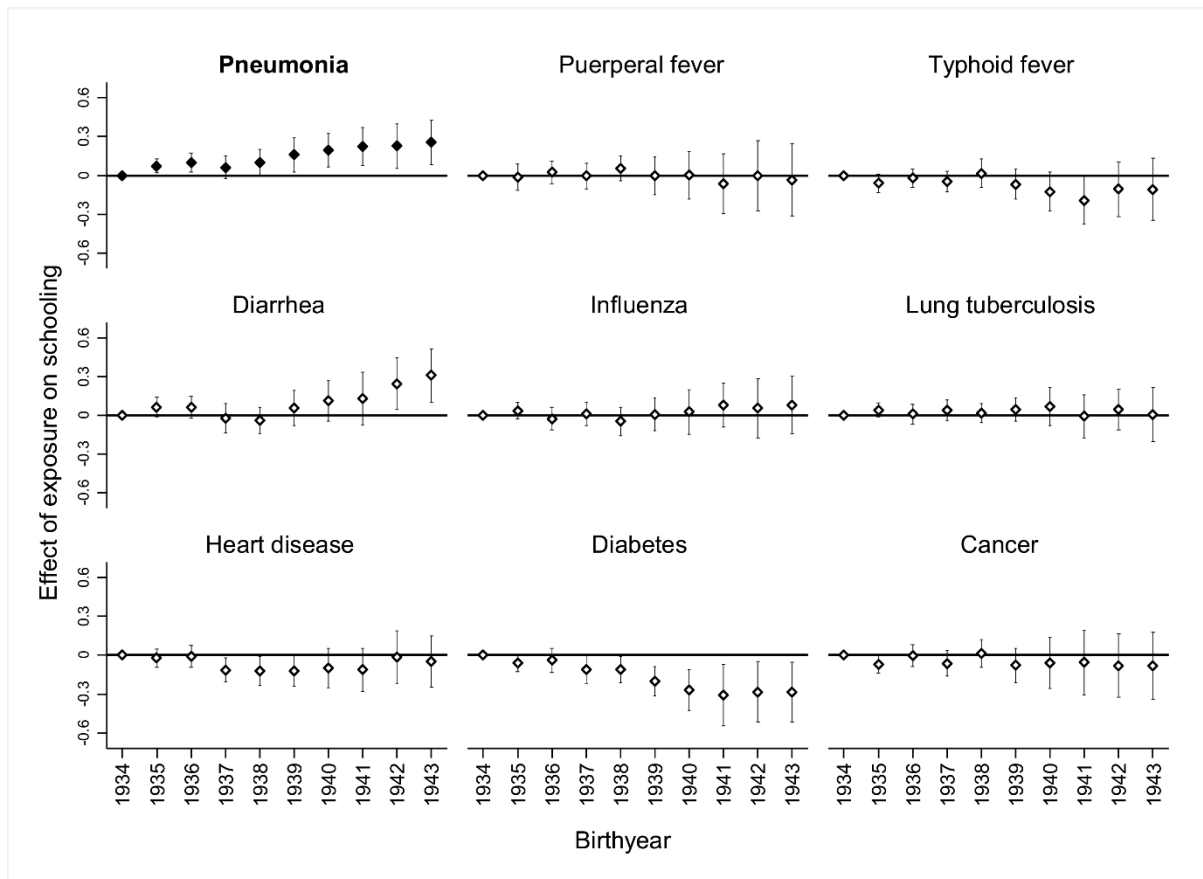 Pneumonia
Puerperal fever
Typhoid fever
0.6
0.3
0
-0.3
-0.6
Diarrhea
Influenza
Lung tuberculosis
0.6
0.3
0
-0.3
-0.6
Effect of exposure on schooling
Heart disease
Diabetes
Cancer
0.6
0.3
0
-0.3
-0.6
1934 1935 1936 1937 1938 1939 1940 1941 1942 1943
1934 1935 1936 1937 1938 1939 1940 1941 1942 1943
1934 1935 1936 1937 1938 1939 1940 1941 1942 1943
Birthyear